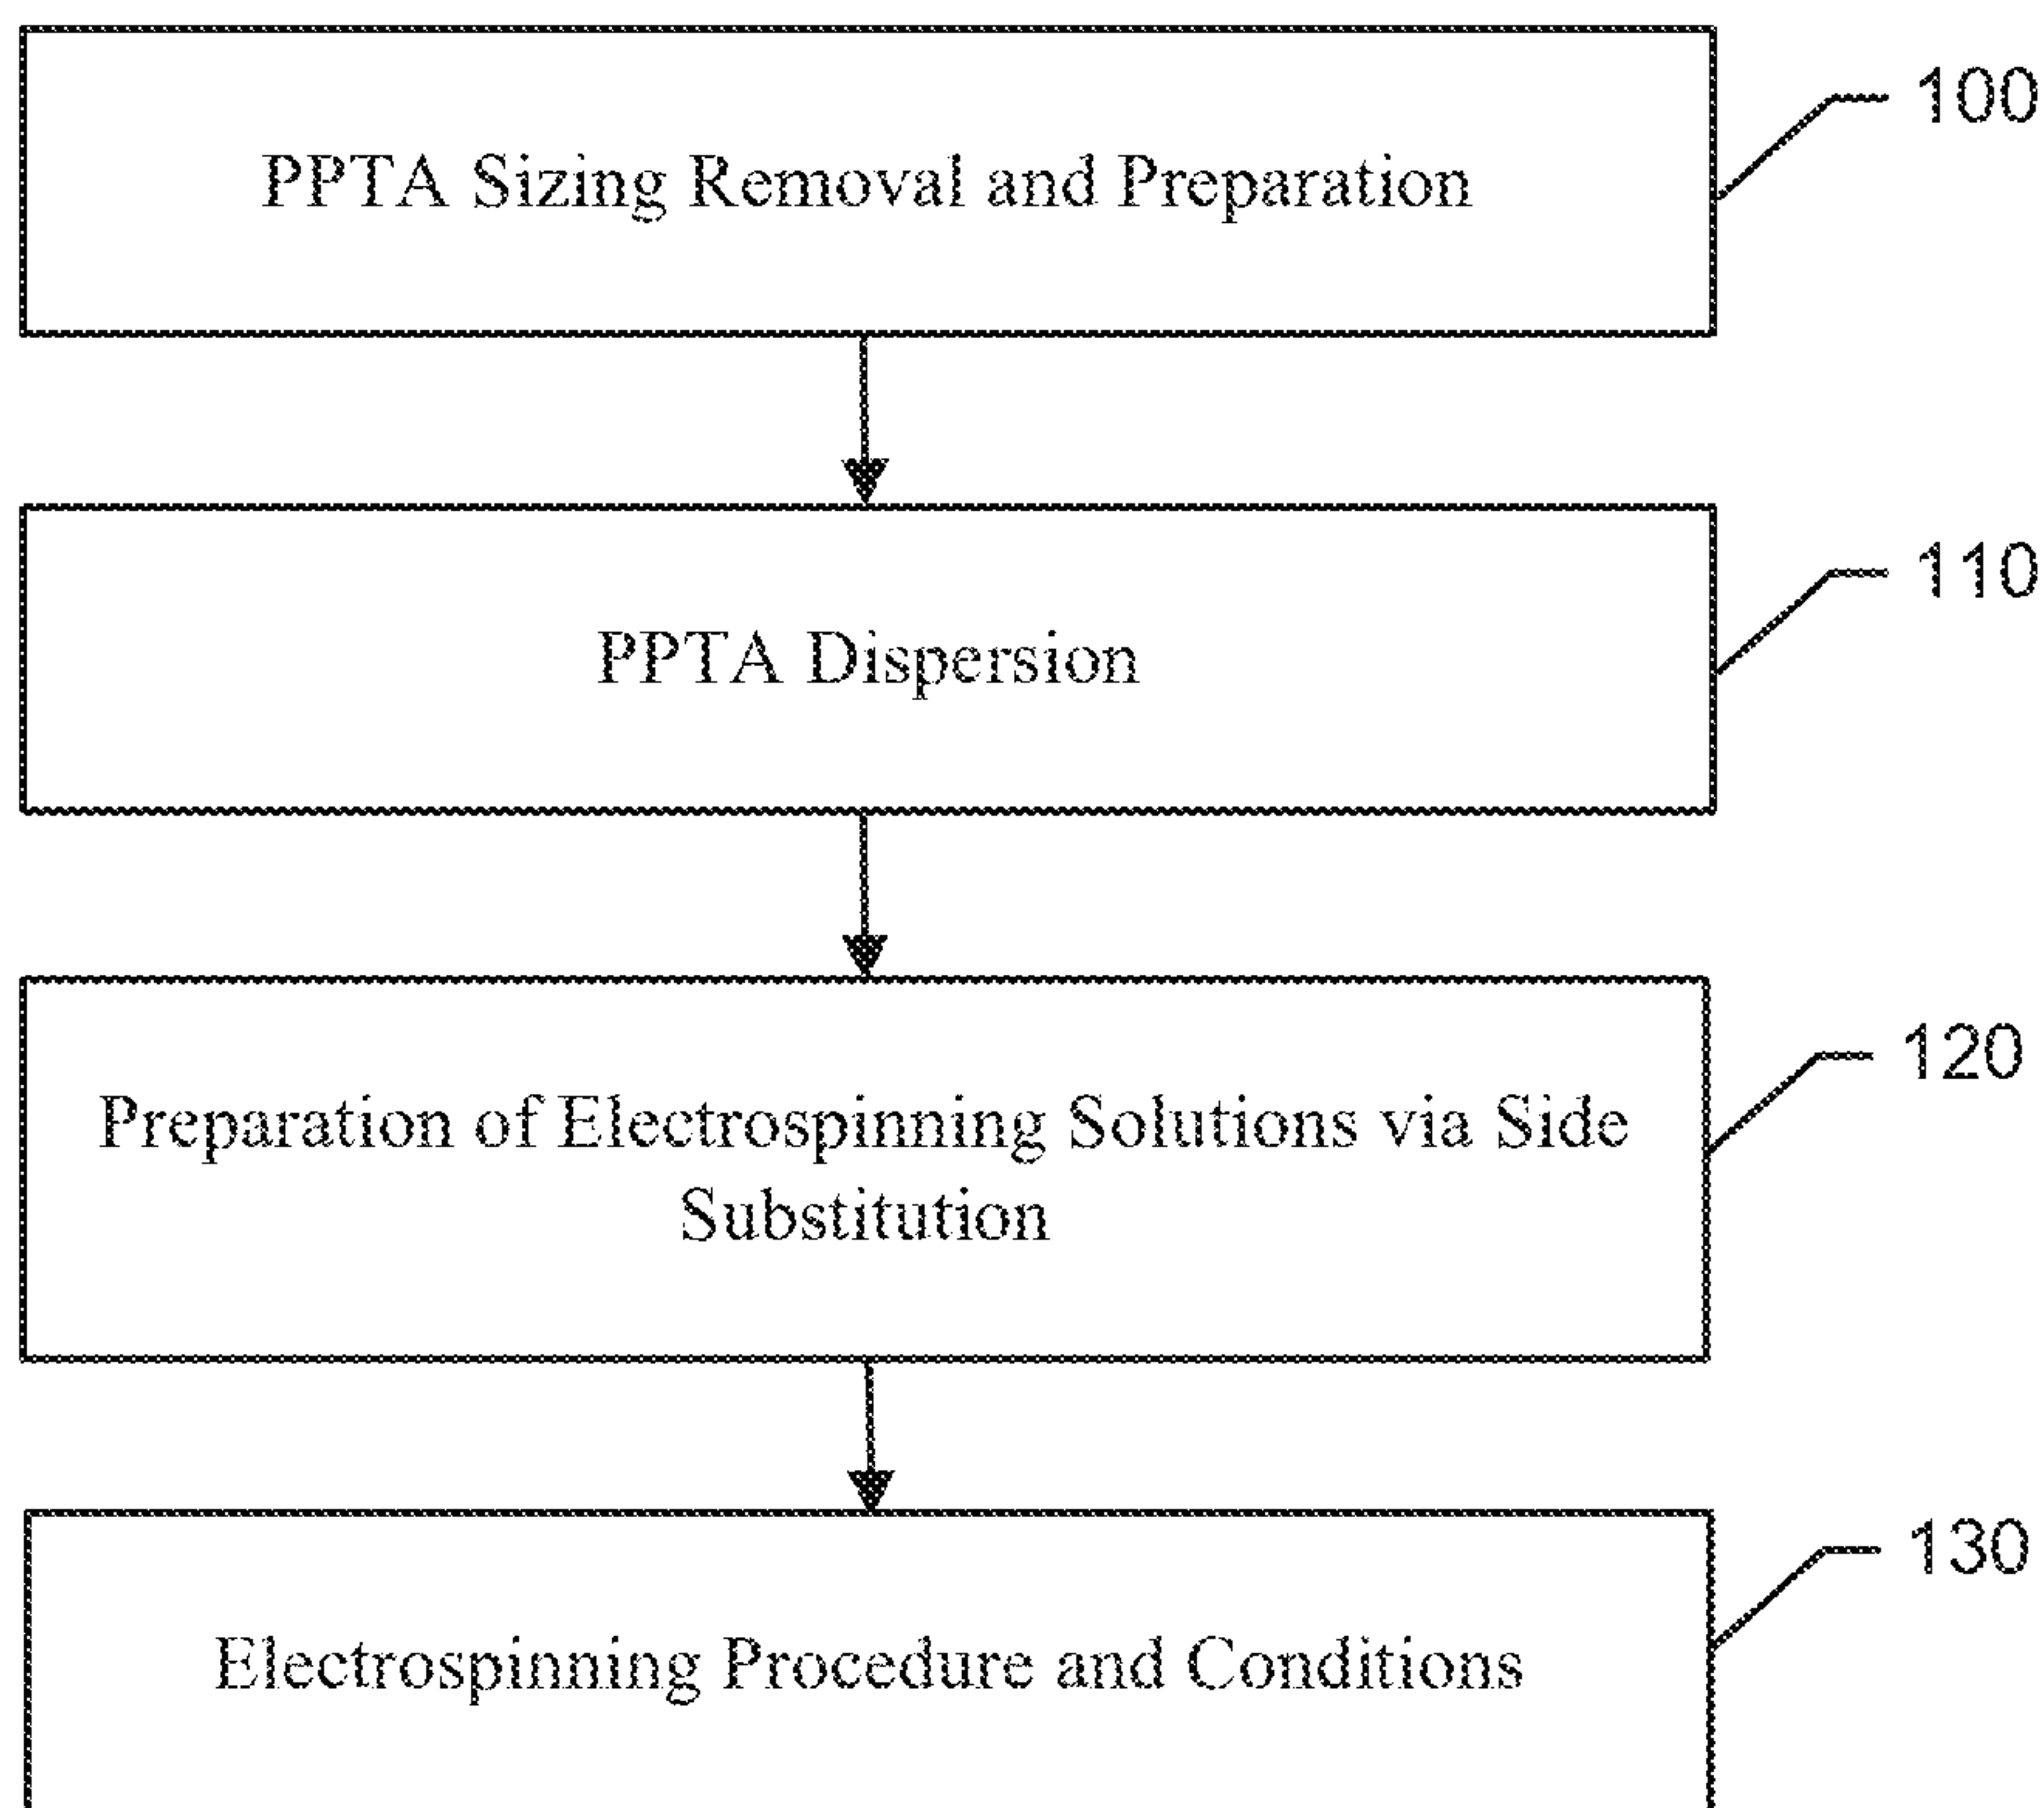 PPTA Sizing Removal and Preparation
100
PPTA Dispersion
110
Preparation of Electrospinning Solutions via Side
Substitution
120
Electrospinning Procedure and Conditions
130